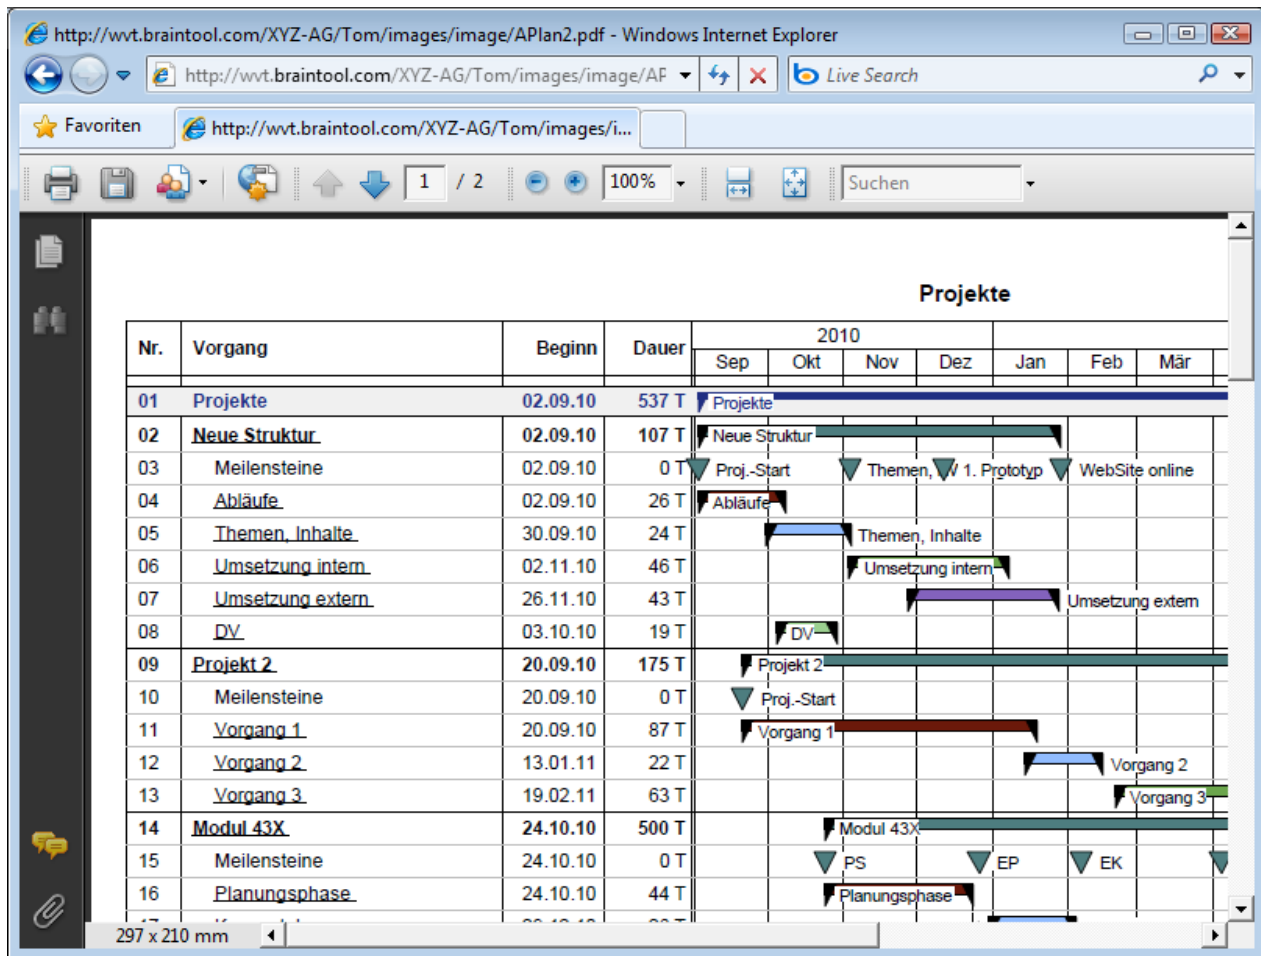 http://wvt.braintool.com/XYZ-AG/Tom/images/image/APlan2.pdf - Windows Internet Explorer
http://wvt.braintool.com/XYZ-AG/Tom/images/image/AP Live Search
Favoriten http://wvt.braintool.com/XYZ-AG/Tom/images/i...
1 / 2 100% Suchen
Projekte
Nr. Vorgang Beginn Dauer 2010
Sep Okt Nov Dez Jan Feb Mär
01 Projekte 02.09.10 537 T Projekte
02 Neue Struktur 02.09.10 107 T Neue Struktur
03 Meilensteine 02.09.10 0 T Proj.-Start Themen, 1. Prototyp WebSite online
04 Abläufe 02.09.10 26 T Abläufe
05 Themen, Inhalte 30.09.10 24 T Themen, Inhalte
06 Umsetzung intern 02.11.10 46 T Umsetzung intern
07 Umsetzung extern 26.11.10 43 T Umsetzung extern
08 DV 03.10.10 19 T DV
09 Projekt 2 20.09.10 175 T Projekt 2
10 Meilensteine 20.09.10 0 T Proj.-Start
11 Vorgang 1 20.09.10 87 T Vorgang 1
12 Vorgang 2 13.01.11 22 T Vorgang 2
13 Vorgang 3 19.02.11 63 T Vorgang 3
14 Modul 43X 24.10.10 500 T Modul 43X
15 Meilensteine 24.10.10 0 T PS EP EK
16 Planungsphase 24.10.10 44 T Planungsphase
297 x 210 mm